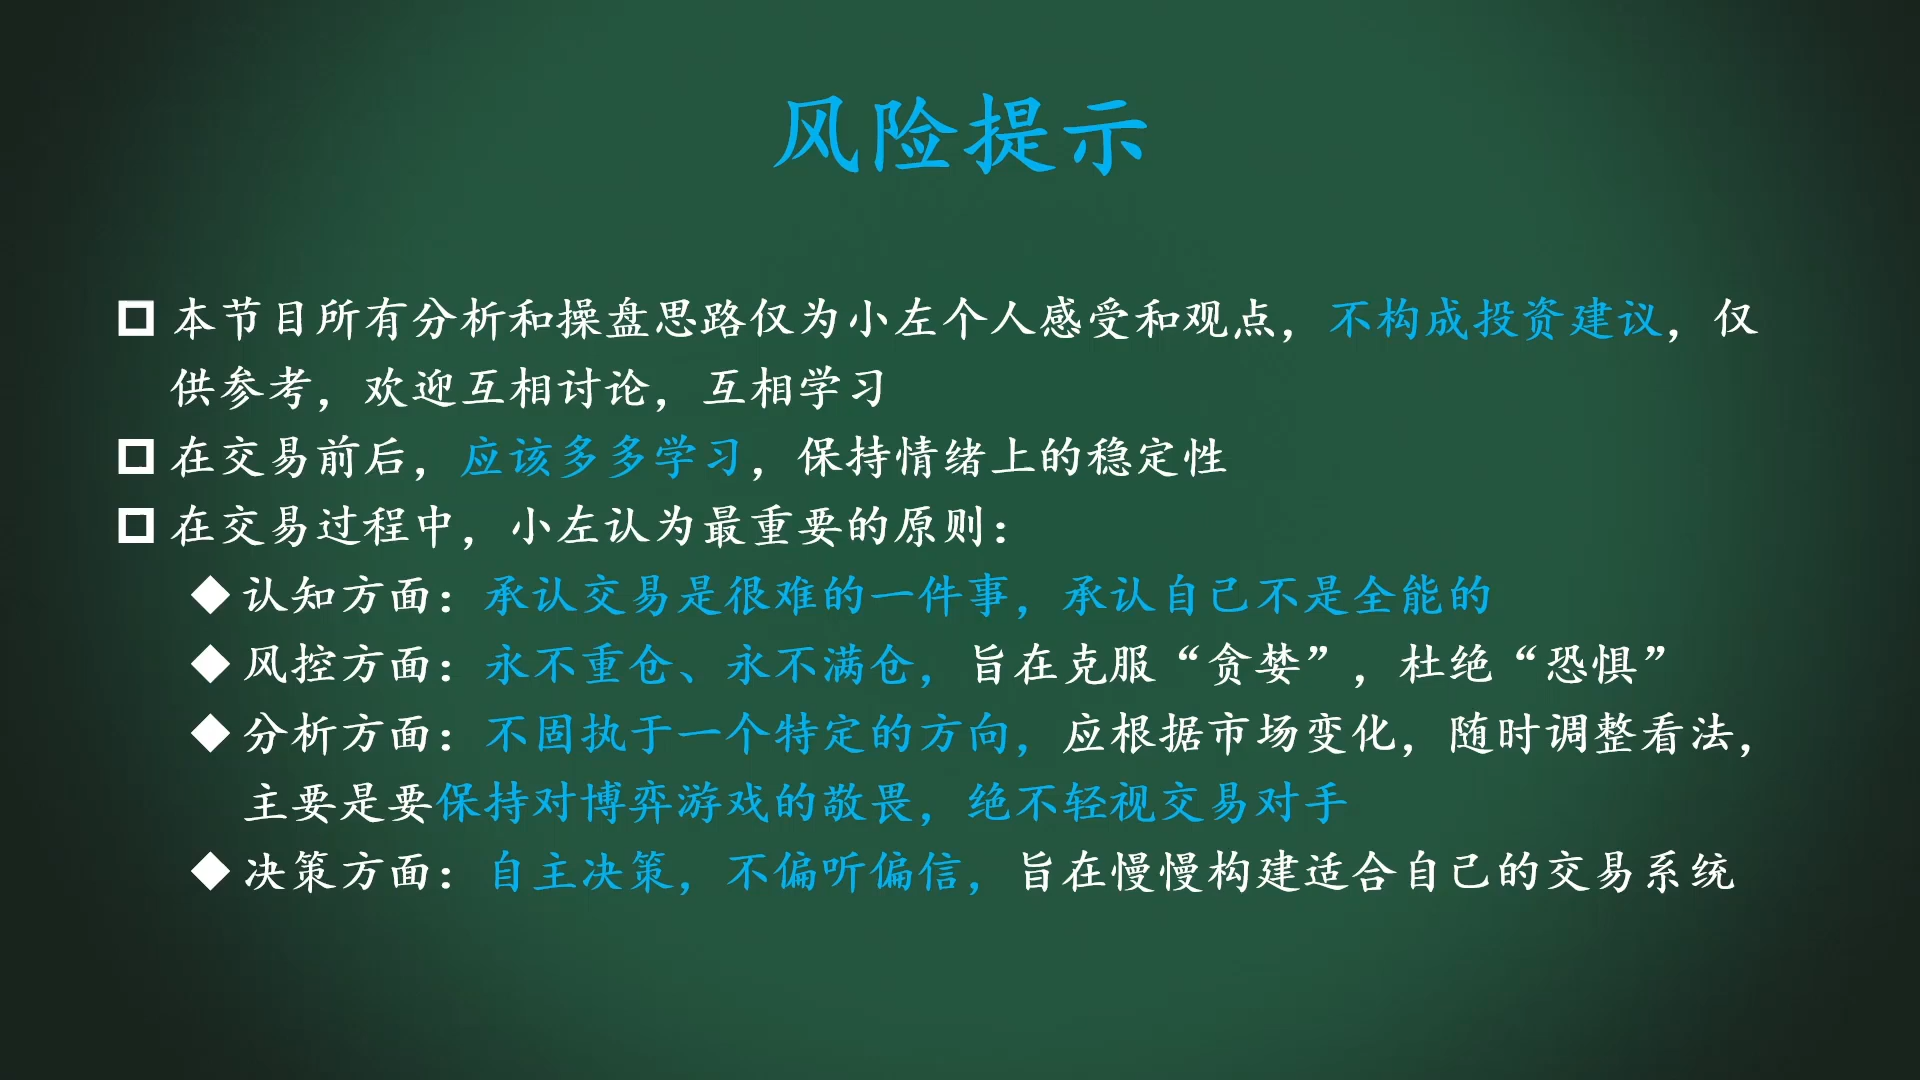 风险提示
本节目所有分析和操盘思路仅为小左个人感受和观点，不构成投资建议，仅
供参考，欢迎互相讨论，互相学习
在交易前后，应该多多学习，保持情绪上的稳定性
在交易过程中，小左认为最重要的原则：
认知方面：承认交易是很难的一件事，承认自己不是全能的
风控方面：永不重仓、永不满仓，旨在克服“贪婪”，杜绝“恐惧”
分析方面：不固执于一个特定的方向，应根据市场变化，随时调整看法，
主要是要保持对博弈游戏的敬畏，绝不轻视交易对手
决策方面：自主决策，不偏听偏信，旨在慢慢构建适合自己的交易系统